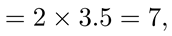 = 2 × 3.5 = 7,